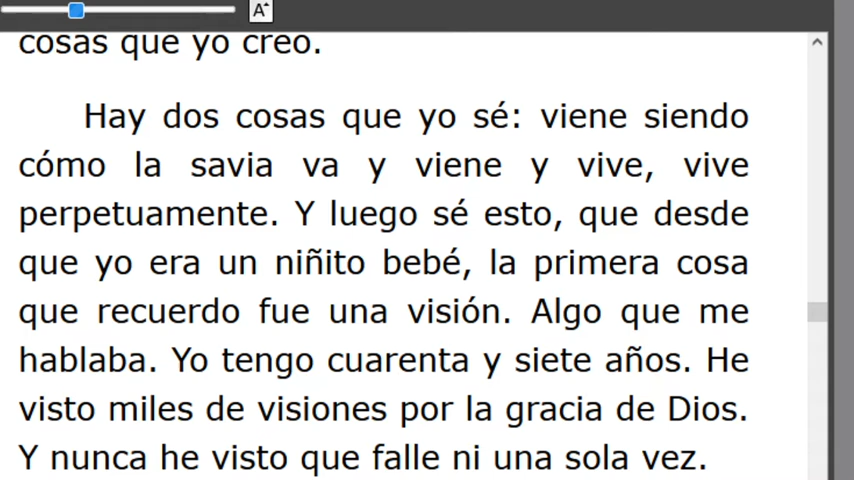 A
cosas que yo creo.
Hay dos cosas que yo sé: viene siendo
cómo la savia va y viene y vive, vive
perpetuamente. Y luego sé esto, que desde
que yo era un niñito bebé, la primera cosa
que recuerdo fue una visión. Algo que me
hablaba. Yo tengo cuarenta y siete años. He
visto miles de visiones por la gracia de Dios.
Y nunca he visto que falle ni una sola vez.